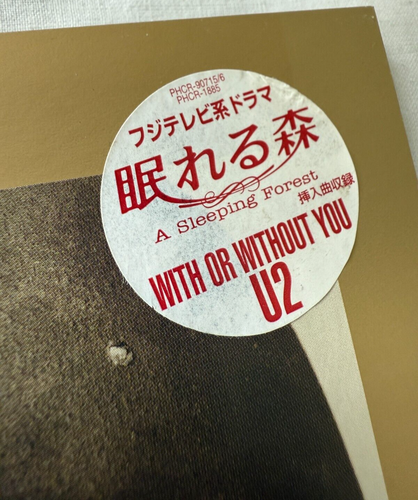 PHCR-90715/6
PHCR-1885
フジテレビ系ドラマ
眠れる森
A Sleeping Forest
挿入曲収録
WITH OR WITHOUT YOU
U2